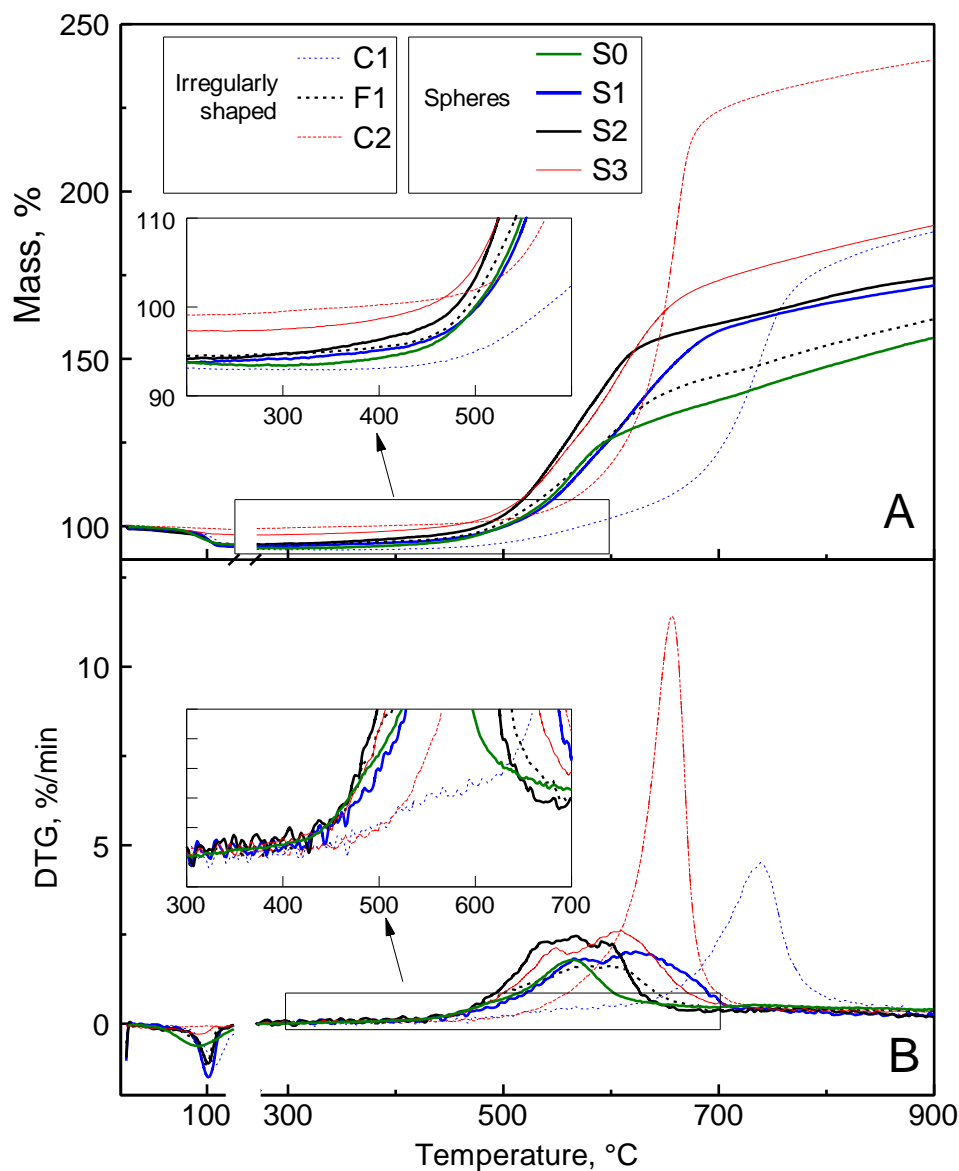 250
200
150
100
Mass, %
Irregularly
shaped
C1
F1
C2
Spheres
S0
S1
S2
S3
110
100
90
300
400
500
A
10
5
0
DTG, %/min
300
400
500
600
700
B
100
300
500
700
900
Temperature, °C